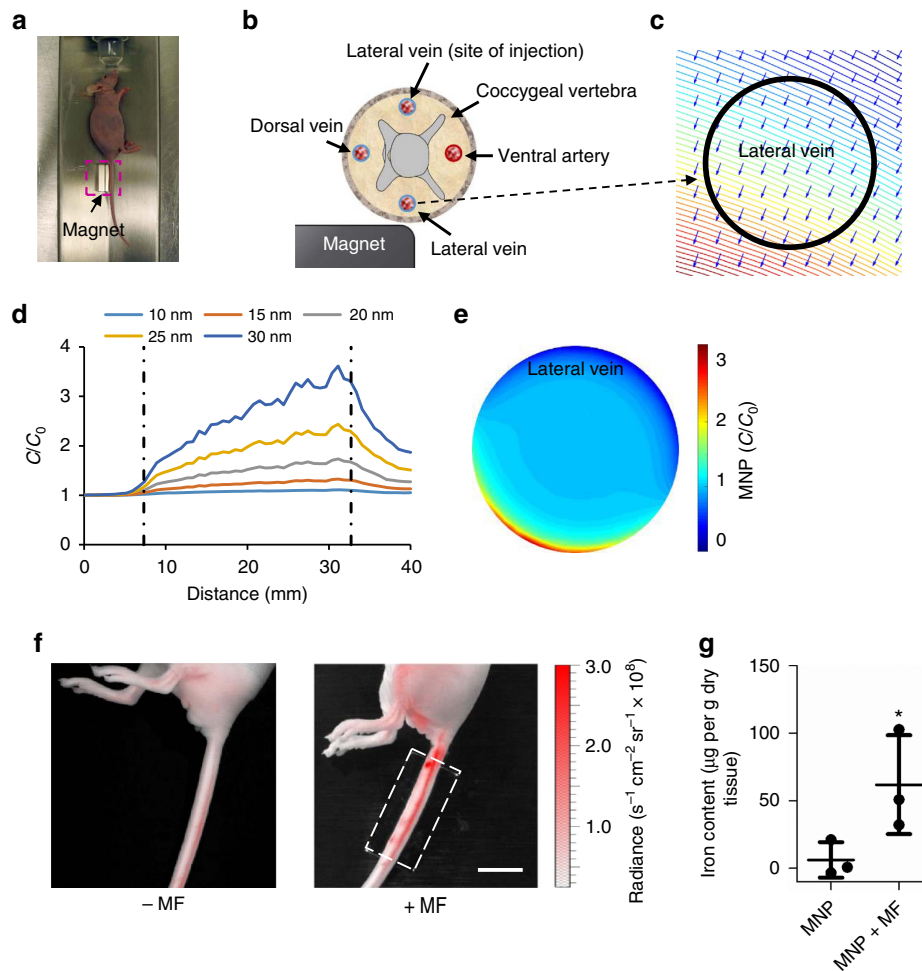 a
Magnet
b
Lateral vein (site of injection)
Coccygeal vertebra
Dorsal vein
Ventral artery
Magnet
Lateral vein
c
Lateral vein
d
10 nm 15 nm 20 nm
25 nm 30 nm
4
3
2
1
0
C/C0
0 10 20 30 40
Distance (mm)
e
Lateral vein
3
2
1
0
MNP (C/C0)
f
– MF
+ MF
3.0
2.0
1.0
Radiance (s−1 cm−2 sr−1 × 10⁸)
g
150
100
50
0
Iron content (µg per g dry
tissue)
*
MNP
MNP + MF